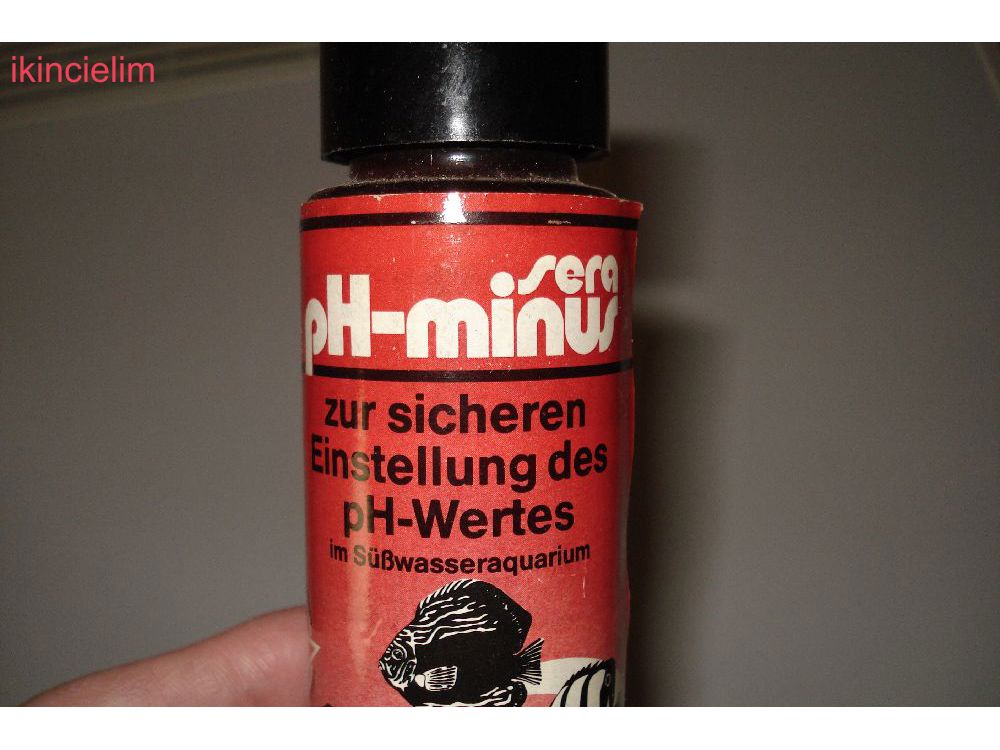 ikincielim
sera
pH-minus
zur sicheren
Einstellung des
pH-Wertes
im Süßwasseraquarium